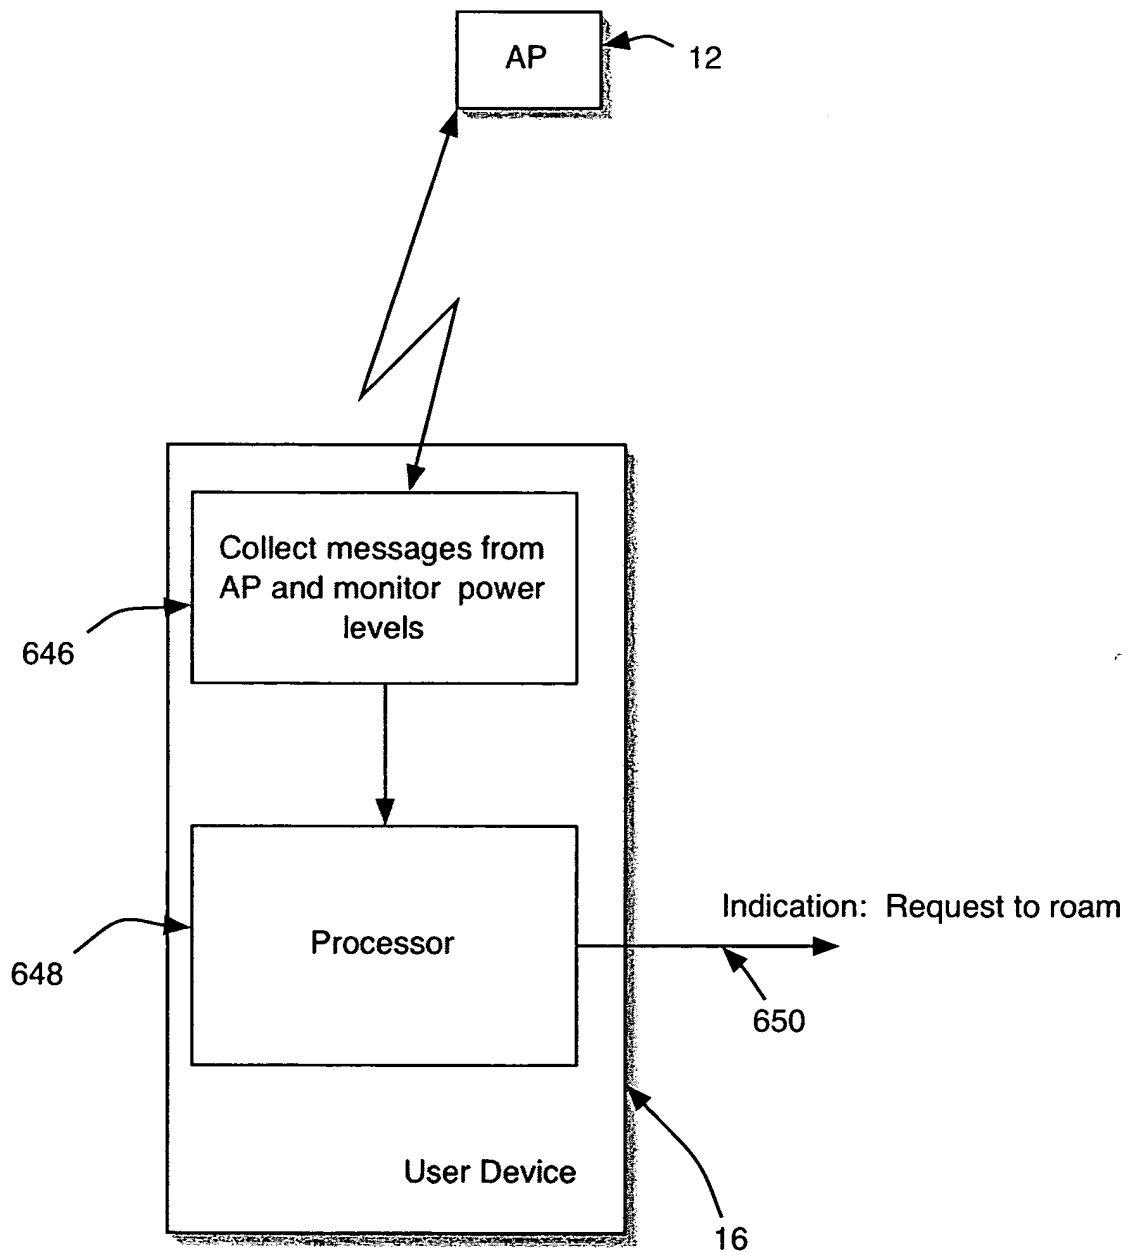 AP
12
Collect messages from
AP and monitor power
levels
646
Indication: Request to roam
Processor
648
650
User Device
16